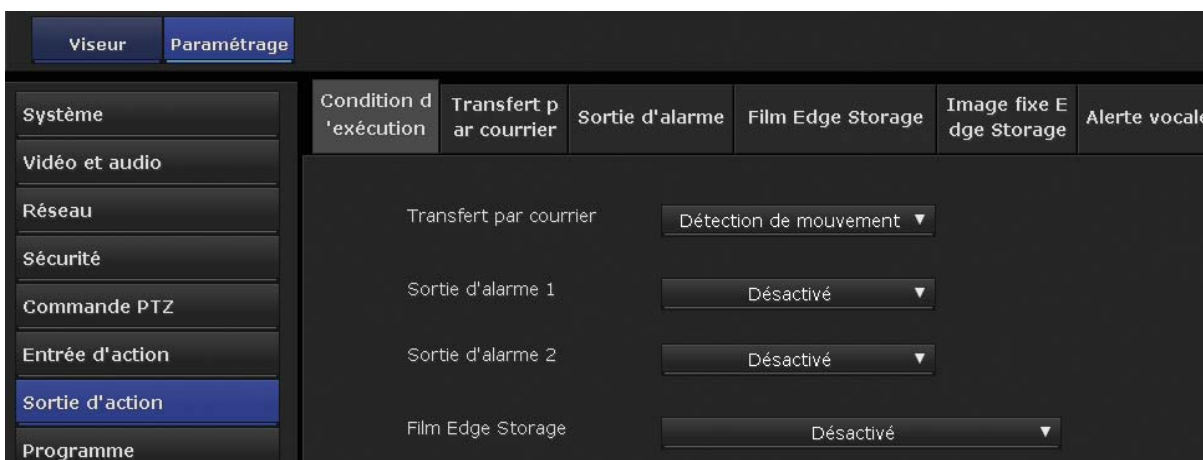 Viseur Paramétrage
Système
Vidéo et audio
Réseau
Sécurité
Commande PTZ
Entrée d'action
Sortie d'action
Programme
Condition d
'exécution
Transfert p
ar courrier
Sortie d'alarme
Film Edge Storage
Image fixe E
dge Storage
Alerte vocale
Transfert par courrier Détection de mouvement ▼
Sortie d'alarme 1 Désactivé ▼
Sortie d'alarme 2 Désactivé ▼
Film Edge Storage Désactivé ▼